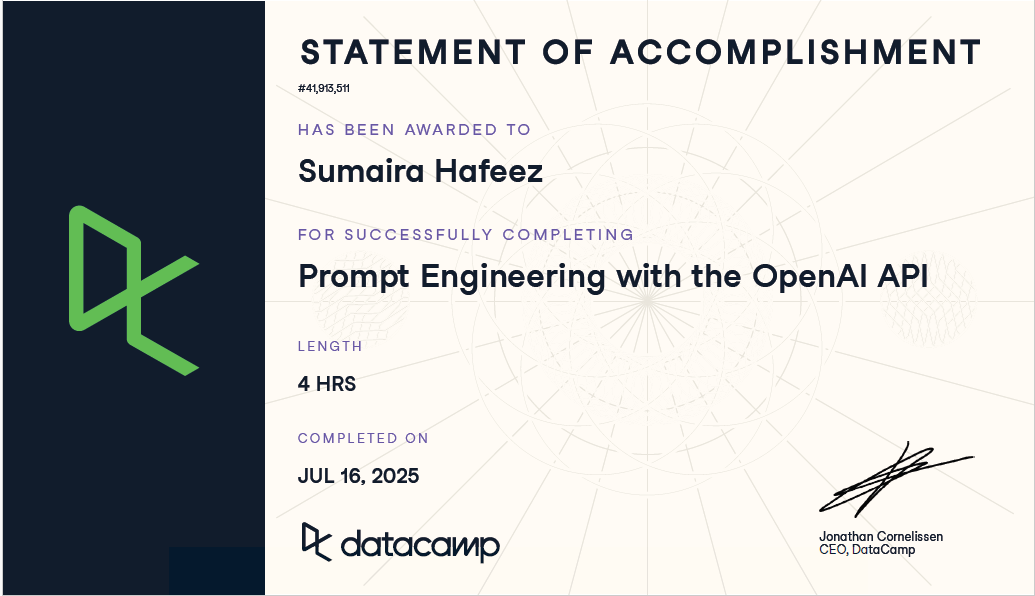 STATEMENT OF ACCOMPLISHMENT
#41,913,511
HAS BEEN AWARDED TO
Sumaira Hafeez
FOR SUCCESSFULLY COMPLETING
Prompt Engineering with the OpenAI API
LENGTH
4 HRS
COMPLETED ON
JUL 16, 2025
datacamp
Jonathan Cornelissen
CEO, DataCamp